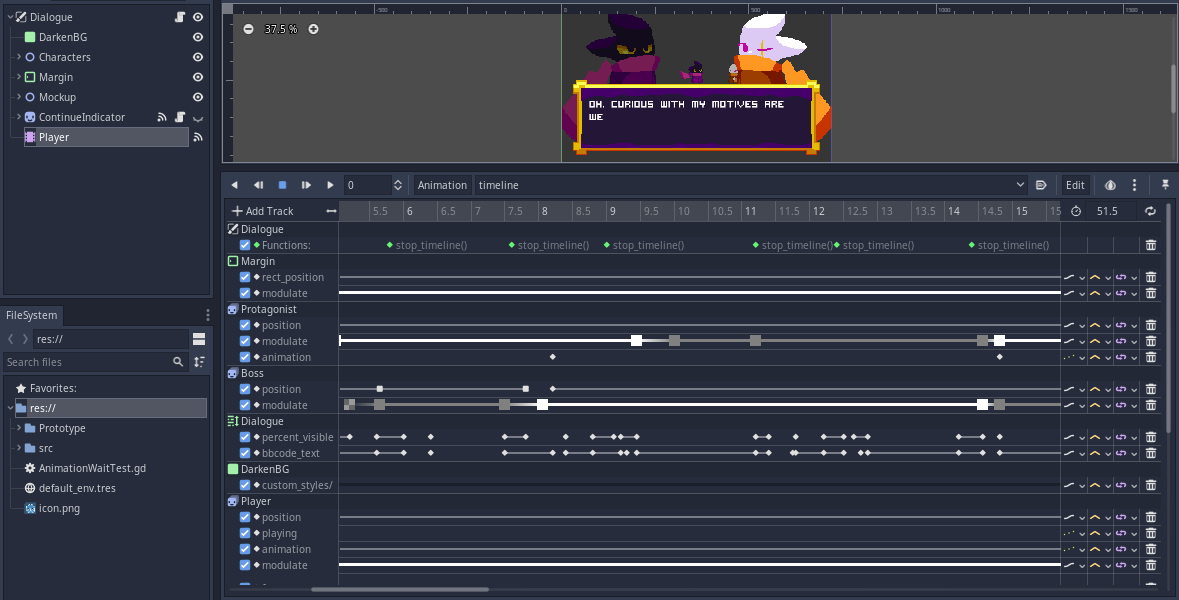 Dialogue
DarkenBG
Characters
Margin
Mockup
ContinueIndicator
Player
FileSystem
res://
Search files
Favorites:
res://
Prototype
src
AnimationWaitTest.gd
default_env.tres
icon.png
-500 0 500 1000 1500
37.5 %
OH. CURIOUS WITH MY MOTIVES ARE
WE
0 Animation timeline Edit
Add Track 5.5 6 6.5 7 7.5 8 8.5 9 9.5 10 10.5 11 11.5 12 12.5 13 13.5 14 14.5 15 15 51.5
Dialogue
Functions: stop_timeline() stop_timeline() stop_timeline() stop_timeline() stop_timeline() stop_timeline()
Margin
rect_position
modulate
Protagonist
position
modulate
animation
Boss
position
modulate
Dialogue
percent_visible
bbcode_text
DarkenBG
custom_styles/
Player
position
playing
animation
modulate